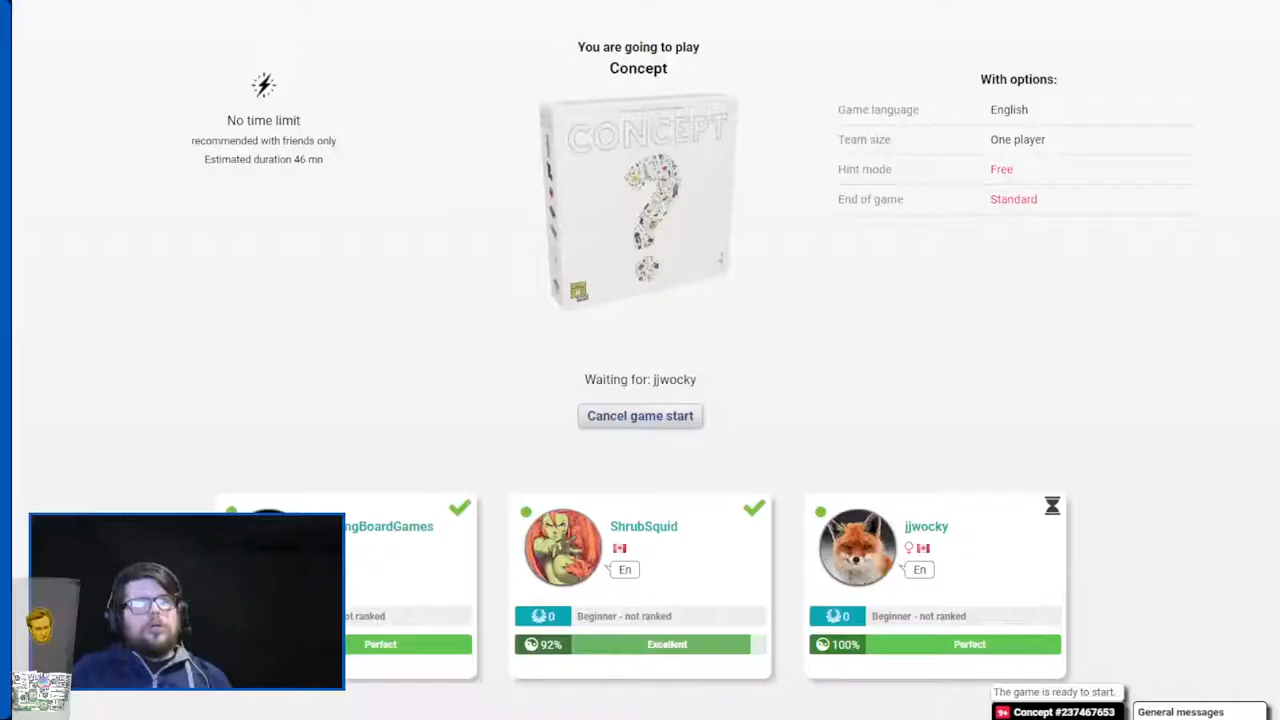 You are going to play
Concept
CONCEPT
No time limit
recommended with friends only
Estimated duration 46 mn
With options:
Game language English
Team size One player
Hint mode Free
End of game Standard
Waiting for: jjwocky
Cancel game start
ngBoardGames
ot ranked
Perfect
ShrubSquid
En
0 Beginner - not ranked
92% Excellent
jjwocky
En
0 Beginner - not ranked
100% Perfect
The game is ready to start.
Concept #237467653
General messages